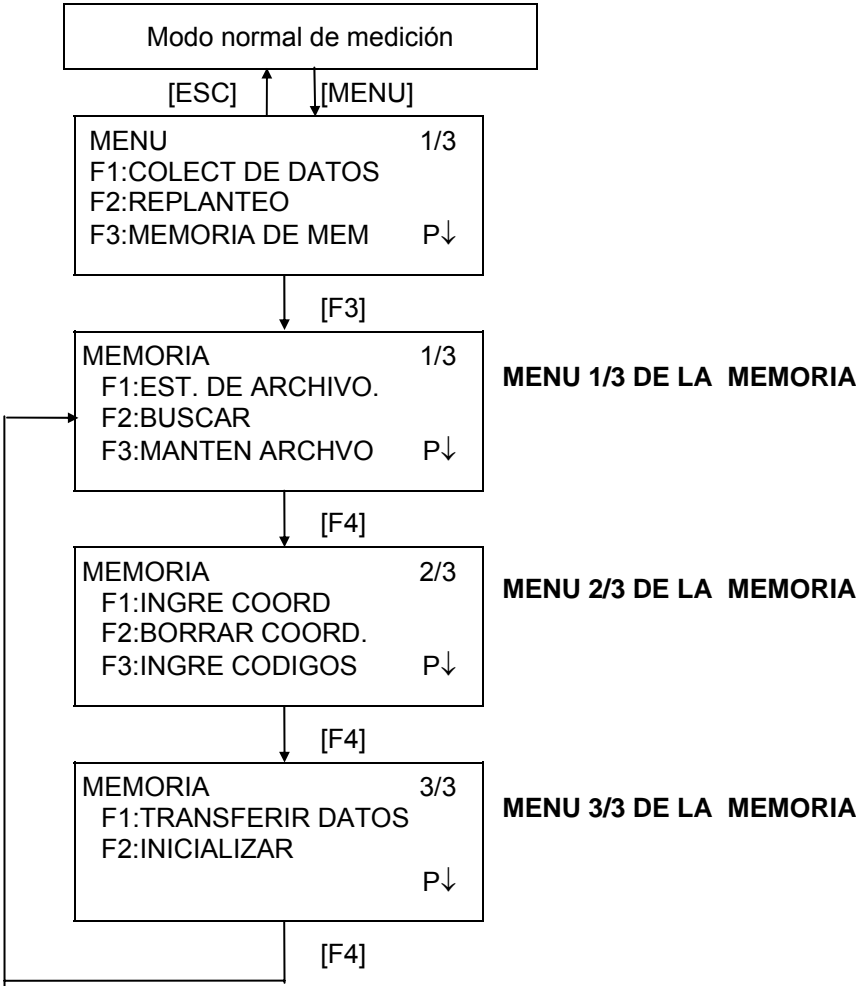 Modo normal de medición
[ESC] [MENU]
MENU 1/3
F1:COLECT DE DATOS
F2:REPLANTEO
F3:MEMORIA DE MEM P↓
[F3]
MEMORIA 1/3
F1:EST. DE ARCHIVO.
F2:BUSCAR
F3:MANTEN ARCHVO P↓
MENU 1/3 DE LA MEMORIA
[F4]
MEMORIA 2/3
F1:INGRE COORD
F2:BORRAR COORD.
F3:INGRE CODIGOS P↓
MENU 2/3 DE LA MEMORIA
[F4]
MEMORIA 3/3
F1:TRANSFERIR DATOS
F2:INICIALIZAR
P↓
MENU 3/3 DE LA MEMORIA
[F4]